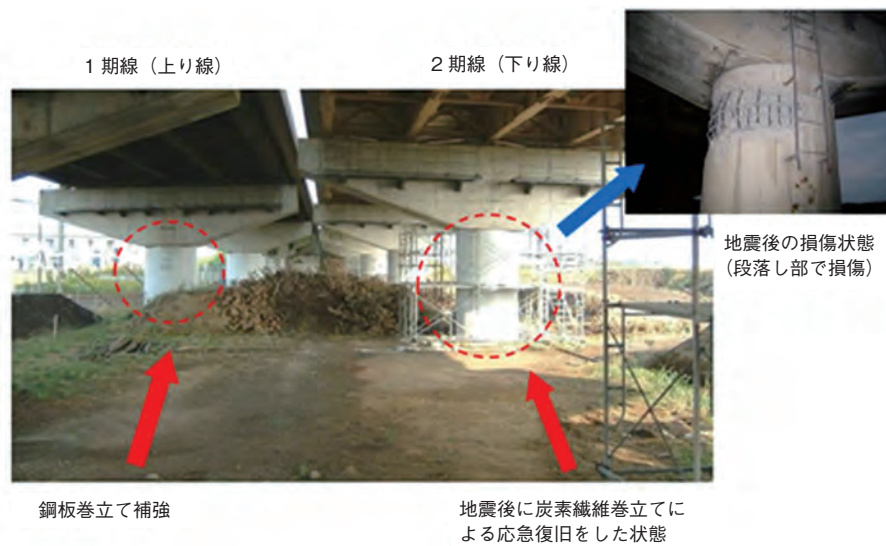 1期線（上り線）
2期線（下り線）
地震後の損傷状態
（段落し部で損傷）
鋼板巻立て補強
地震後に炭素繊維巻立てに
よる応急復旧をした状態